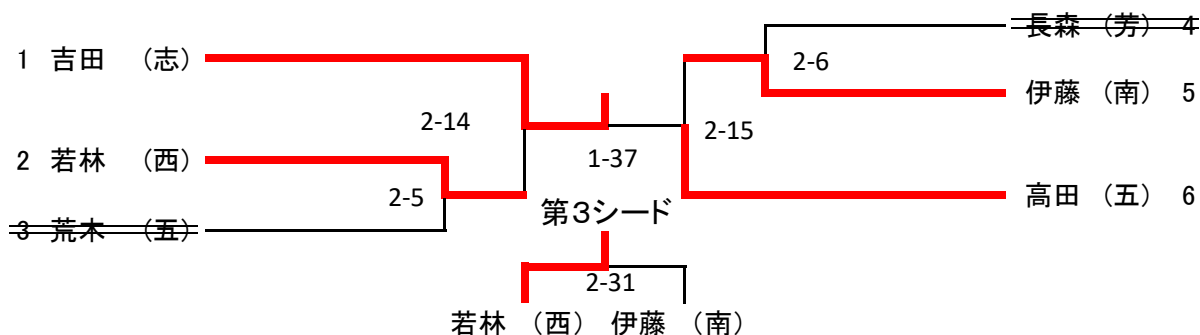 1 吉田 (志)
2 若林 (西)
3 荒木 (五)
2-14
2-5
長森 (芳) 4
2-6
伊藤 (南) 5
2-15
高田 (五) 6
1-37
第3シード
2-31
若林 (西) 伊藤 (南)